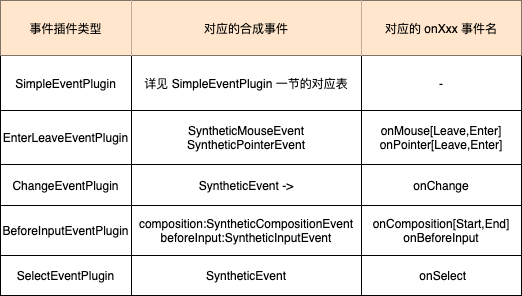 事件插件类型 对应的合成事件 对应的 onXxx 事件名
SimpleEventPlugin 详见 SimpleEventPlugin 一节的对应表 -
EnterLeaveEventPlugin SyntheticMouseEvent onMouse[Leave,Enter]
SyntheticPointerEvent onPointer[Leave,Enter]
ChangeEventPlugin SyntheticEvent -> onChange
BeforeInputEventPlugin composition:SyntheticCompositionEvent onComposition[Start,End]
beforeInput:SyntheticInputEvent onBeforeInput
SelectEventPlugin SyntheticEvent onSelect